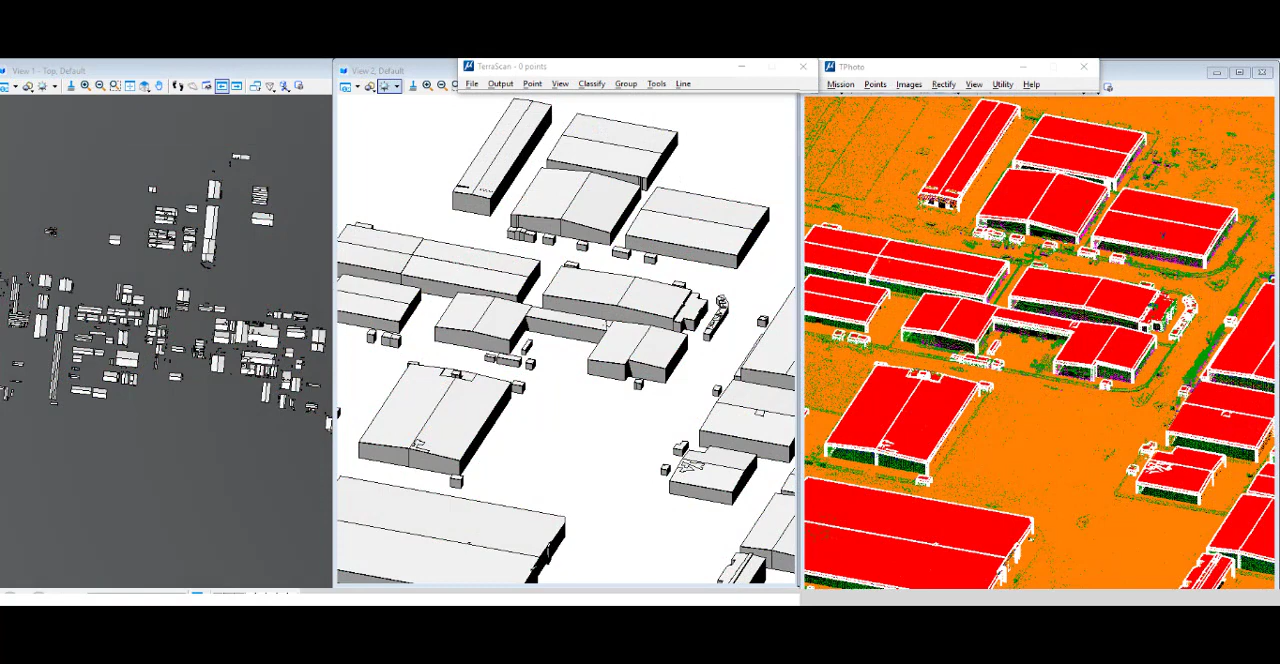 View 1 - Top, Default
View 2, Default
TerraScan - 0 points
File Output Point View Classify Group Tools Line
TPhoto
Mission Points Images Rectify View Utility Help